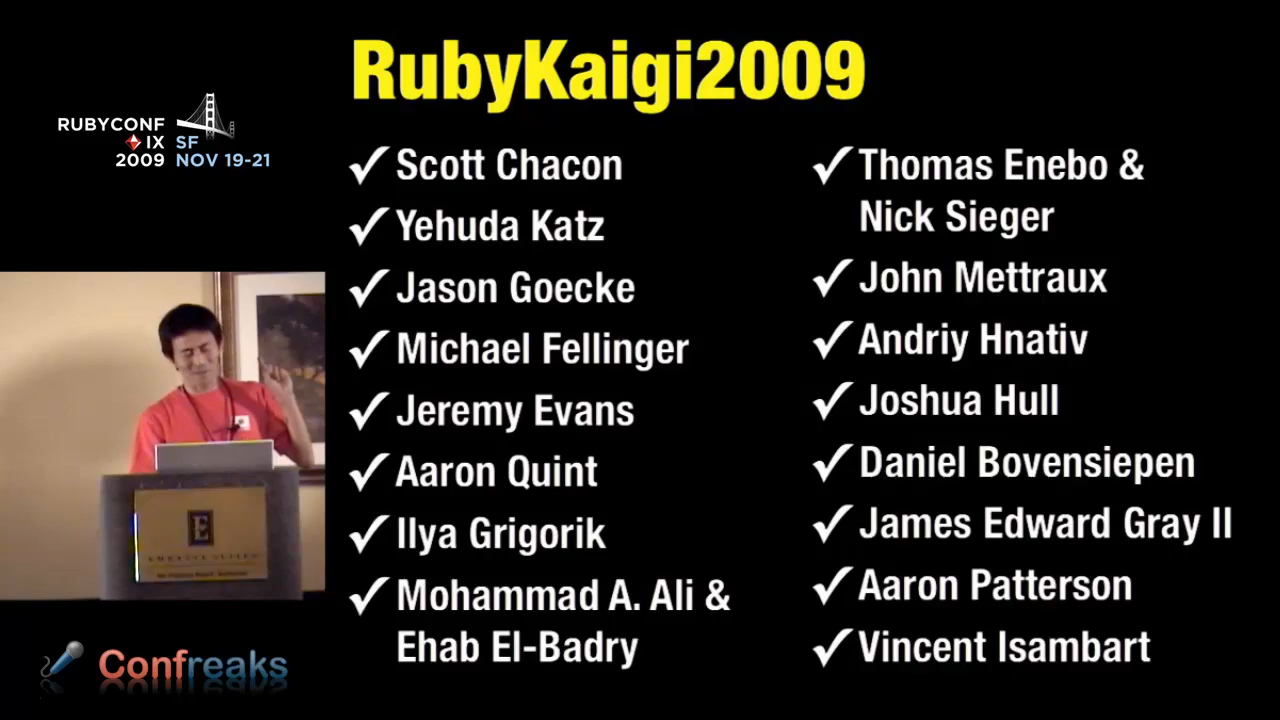 RubyKaigi2009
RUBYCONF
IX SF
2009 NOV 19-21
Scott Chacon
Yehuda Katz
Jason Goecke
Michael Fellinger
Jeremy Evans
Aaron Quint
Ilya Grigorik
Mohammad A. Ali &
Ehab El-Badry
Thomas Enebo &
Nick Sieger
John Mettraux
Andriy Hnativ
Joshua Hull
Daniel Bovensiepen
James Edward Gray II
Aaron Patterson
Vincent Isambart
E
EMBASSY SUITES
Confreaks